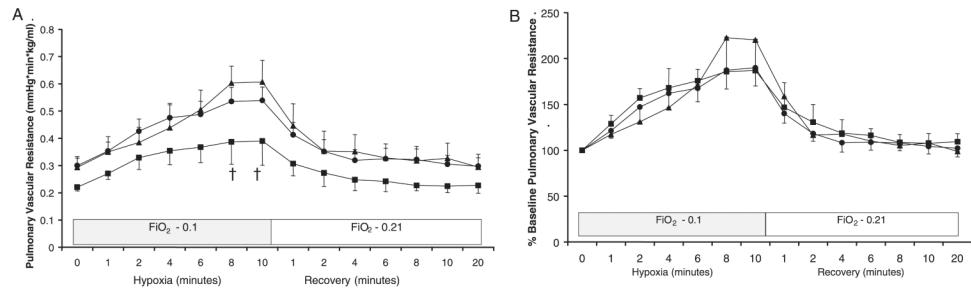 A
Pulmonary Vascular Resistance (mmHg*min*kg/ml)
0.8
0.7
0.6
0.5
0.4
0.3
0.2
0.1
0
† †
FiO2 - 0.1 FiO2 - 0.21
0 1 2 4 6 8 10 1 2 4 6 8 10 20
Hypoxia (minutes) Recovery (minutes)
B
% Baseline Pulmonary Vascular Resistance .
250
200
150
100
50
0
FiO2 - 0.1 FiO2 - 0.21
0 1 2 4 6 8 10 1 2 4 6 8 10 20
Hypoxia (minutes) Recovery (minutes)